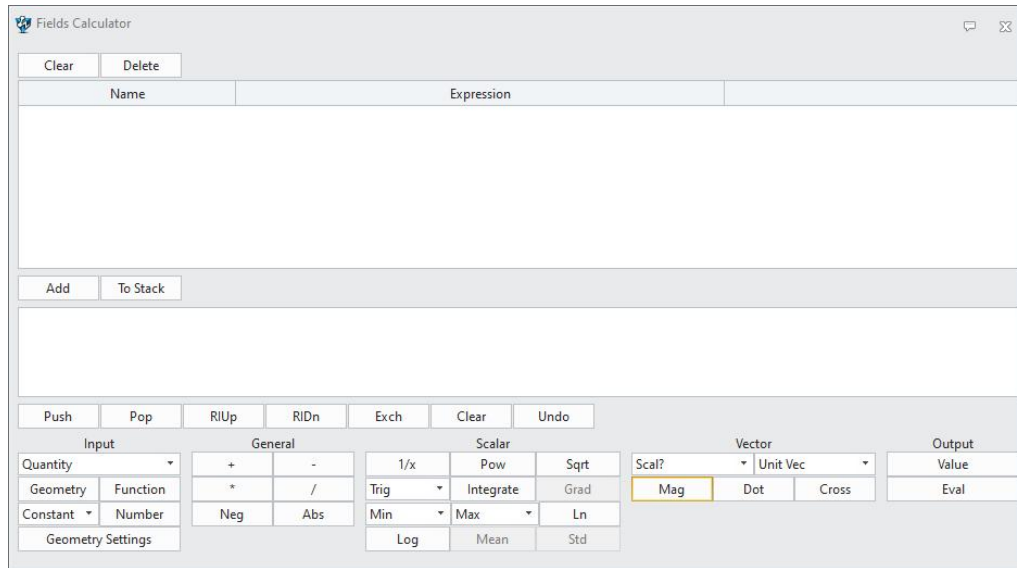 Fields Calculator
Clear Delete
Name Expression
Add To Stack
Push Pop RlUp RlDn Exch Clear Undo
Input General Scalar Vector Output
Quantity + - 1/x Pow Sqrt Scal? Unit Vec Value
Geometry Function * / Trig Integrate Grad Mag Dot Cross Eval
Constant Number Neg Abs Min Max Ln
Geometry Settings Log Mean Std